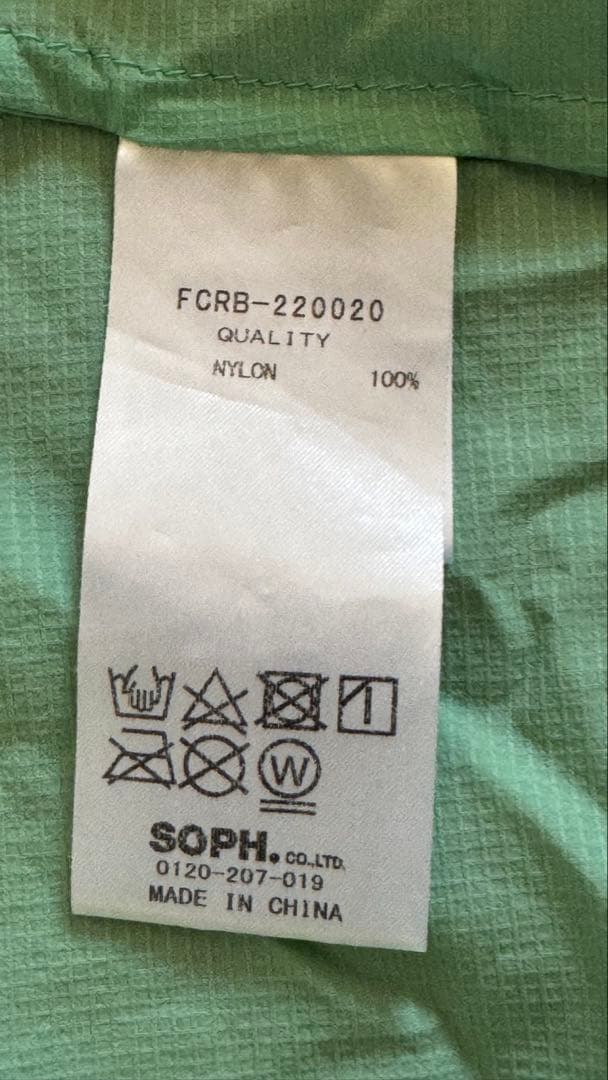 FCRB-220020
QUALITY
NYLON 100%
W
SOPH. CO.,LTD.
0120-207-019
MADE IN CHINA